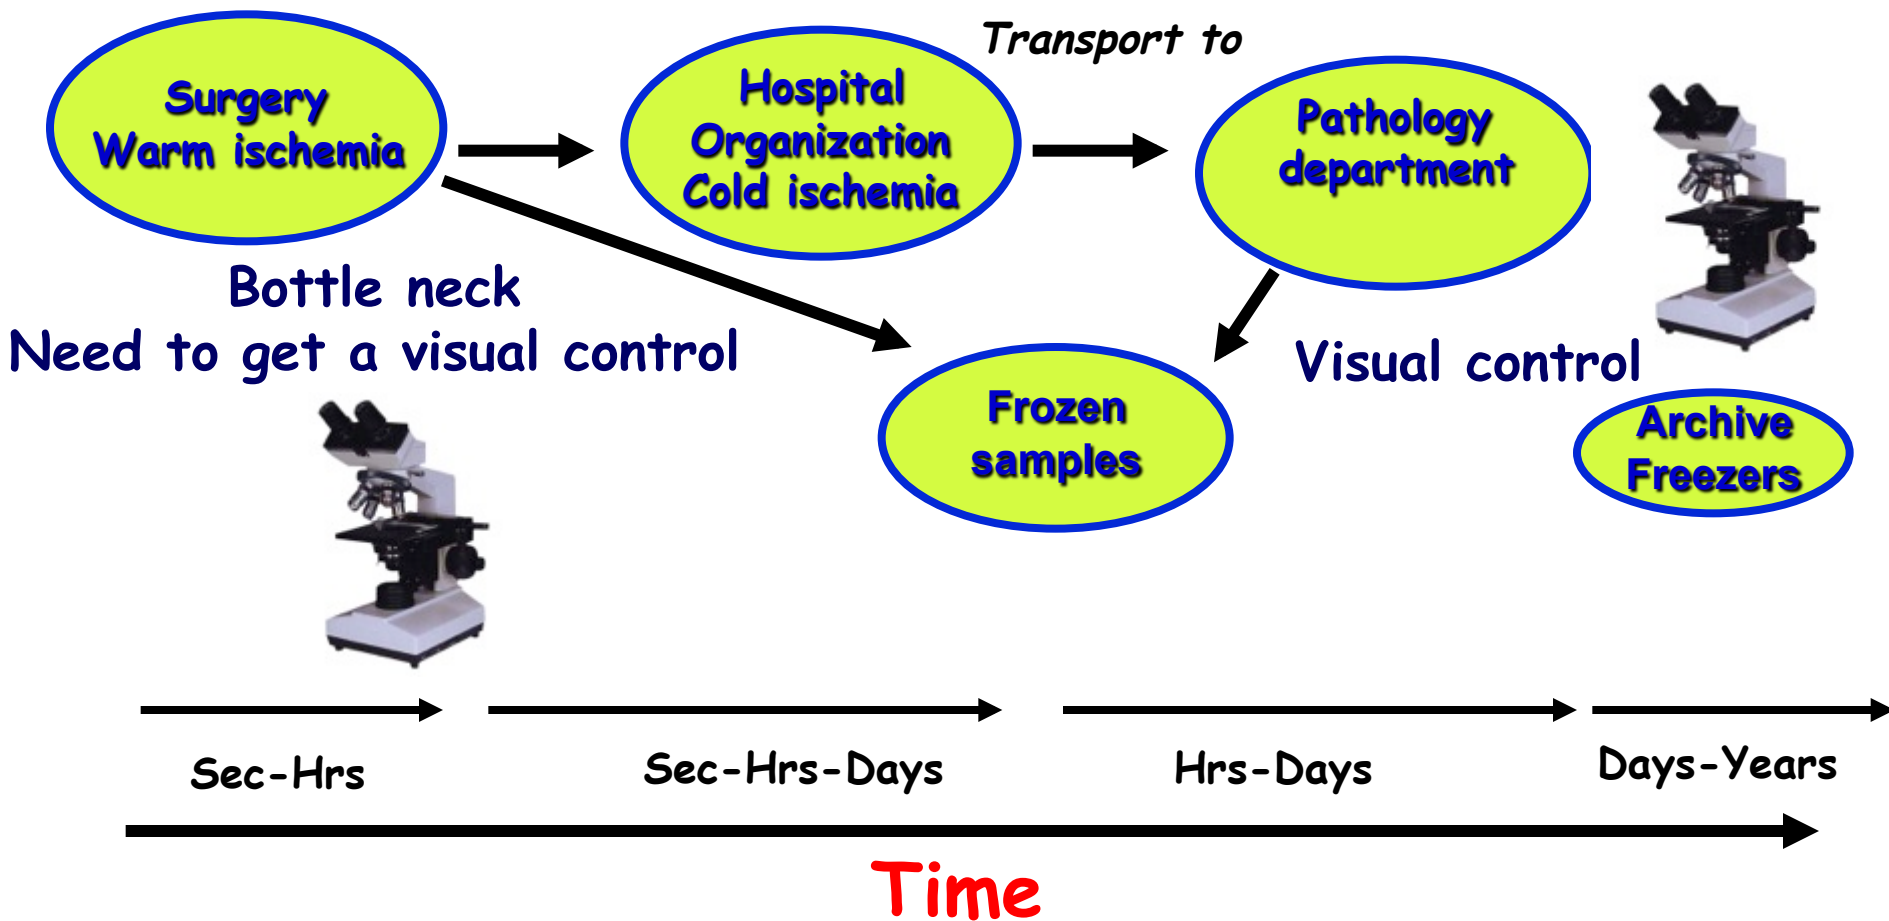 Surgery
Warm ischemia
Hospital
Organization
Cold ischemia
Transport to
Pathology
department
Bottle neck
Need to get a visual control
Visual control
Frozen
samples
Archive
Freezers
Sec-Hrs
Sec-Hrs-Days
Hrs-Days
Days-Years
Time